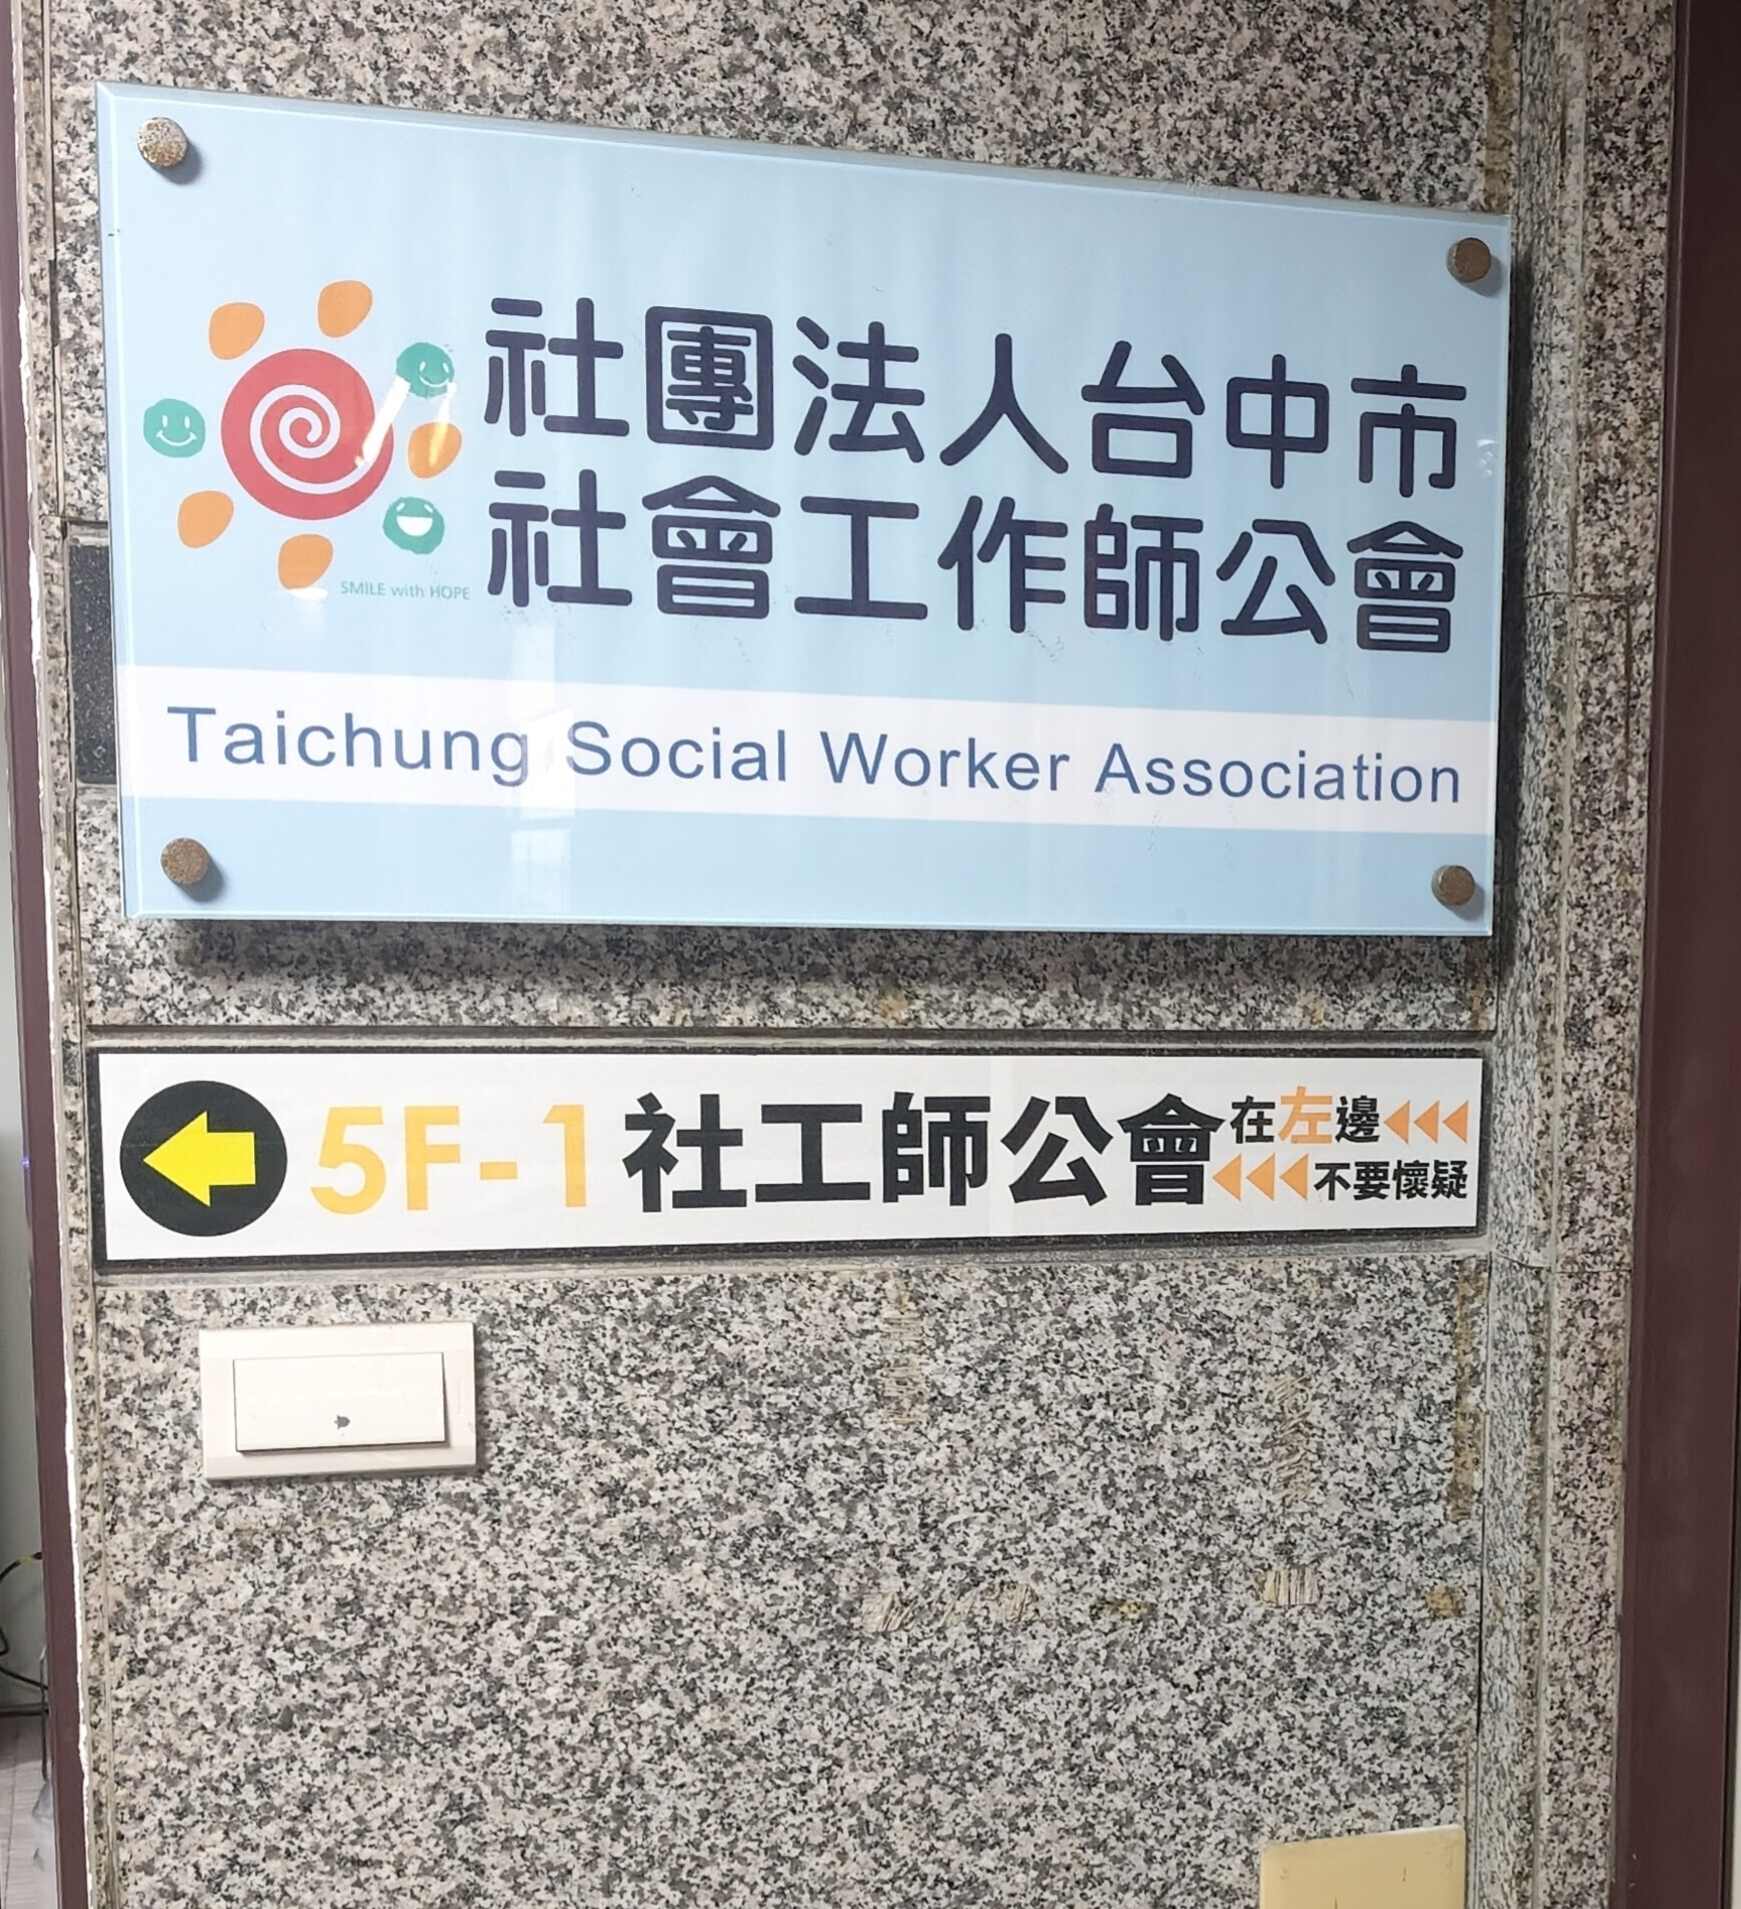 社團法人台中市
社會工作師公會
SMILE with HOPE
Taichung Social Worker Association
5F-1 社工師公會 在左邊
不要懷疑